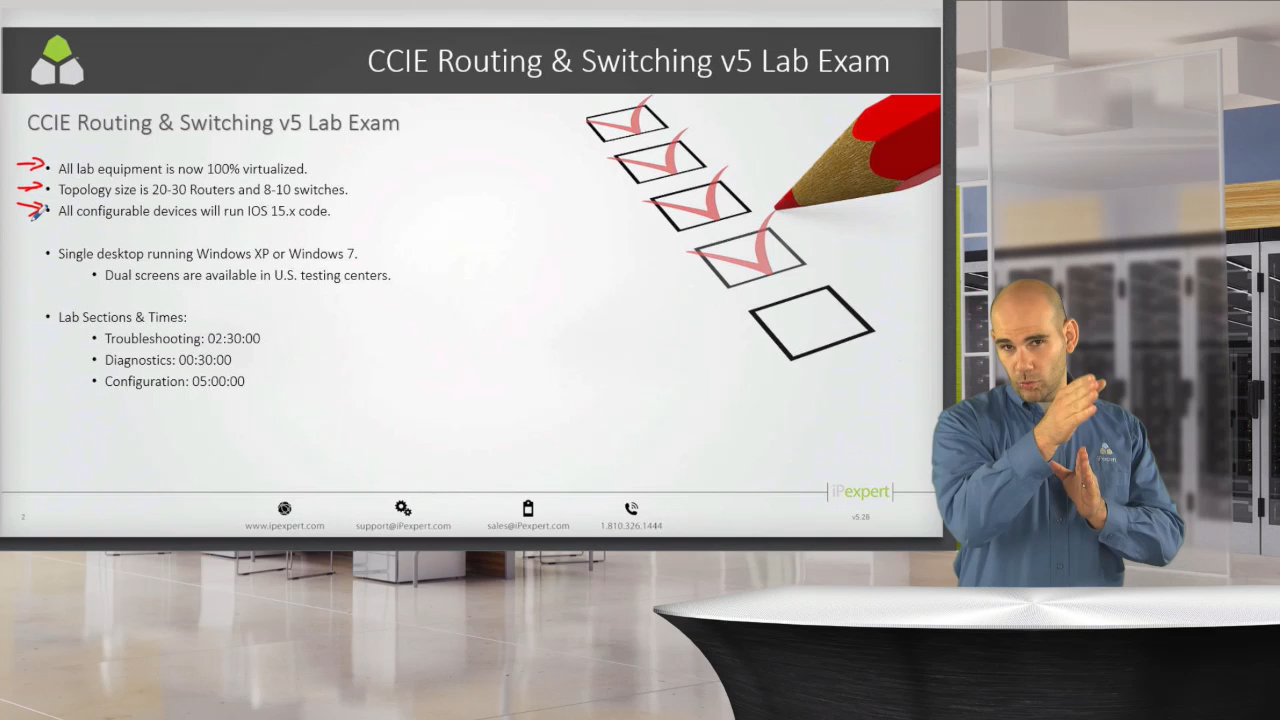 CCIE Routing & Switching v5 Lab Exam
CCIE Routing & Switching v5 Lab Exam
• All lab equipment is now 100% virtualized.
• Topology size is 20-30 Routers and 8-10 switches.
• All configurable devices will run IOS 15.x code.
• Single desktop running Windows XP or Windows 7.
• Dual screens are available in U.S. testing centers.
• Lab Sections & Times:
• Troubleshooting: 02:30:00
• Diagnostics: 00:30:00
• Configuration: 05:00:00
iPexpert
2
www.ipexpert.com
support@iPexpert.com
sales@iPexpert.com
1.810.326.1444
v5.2B
iPexpert